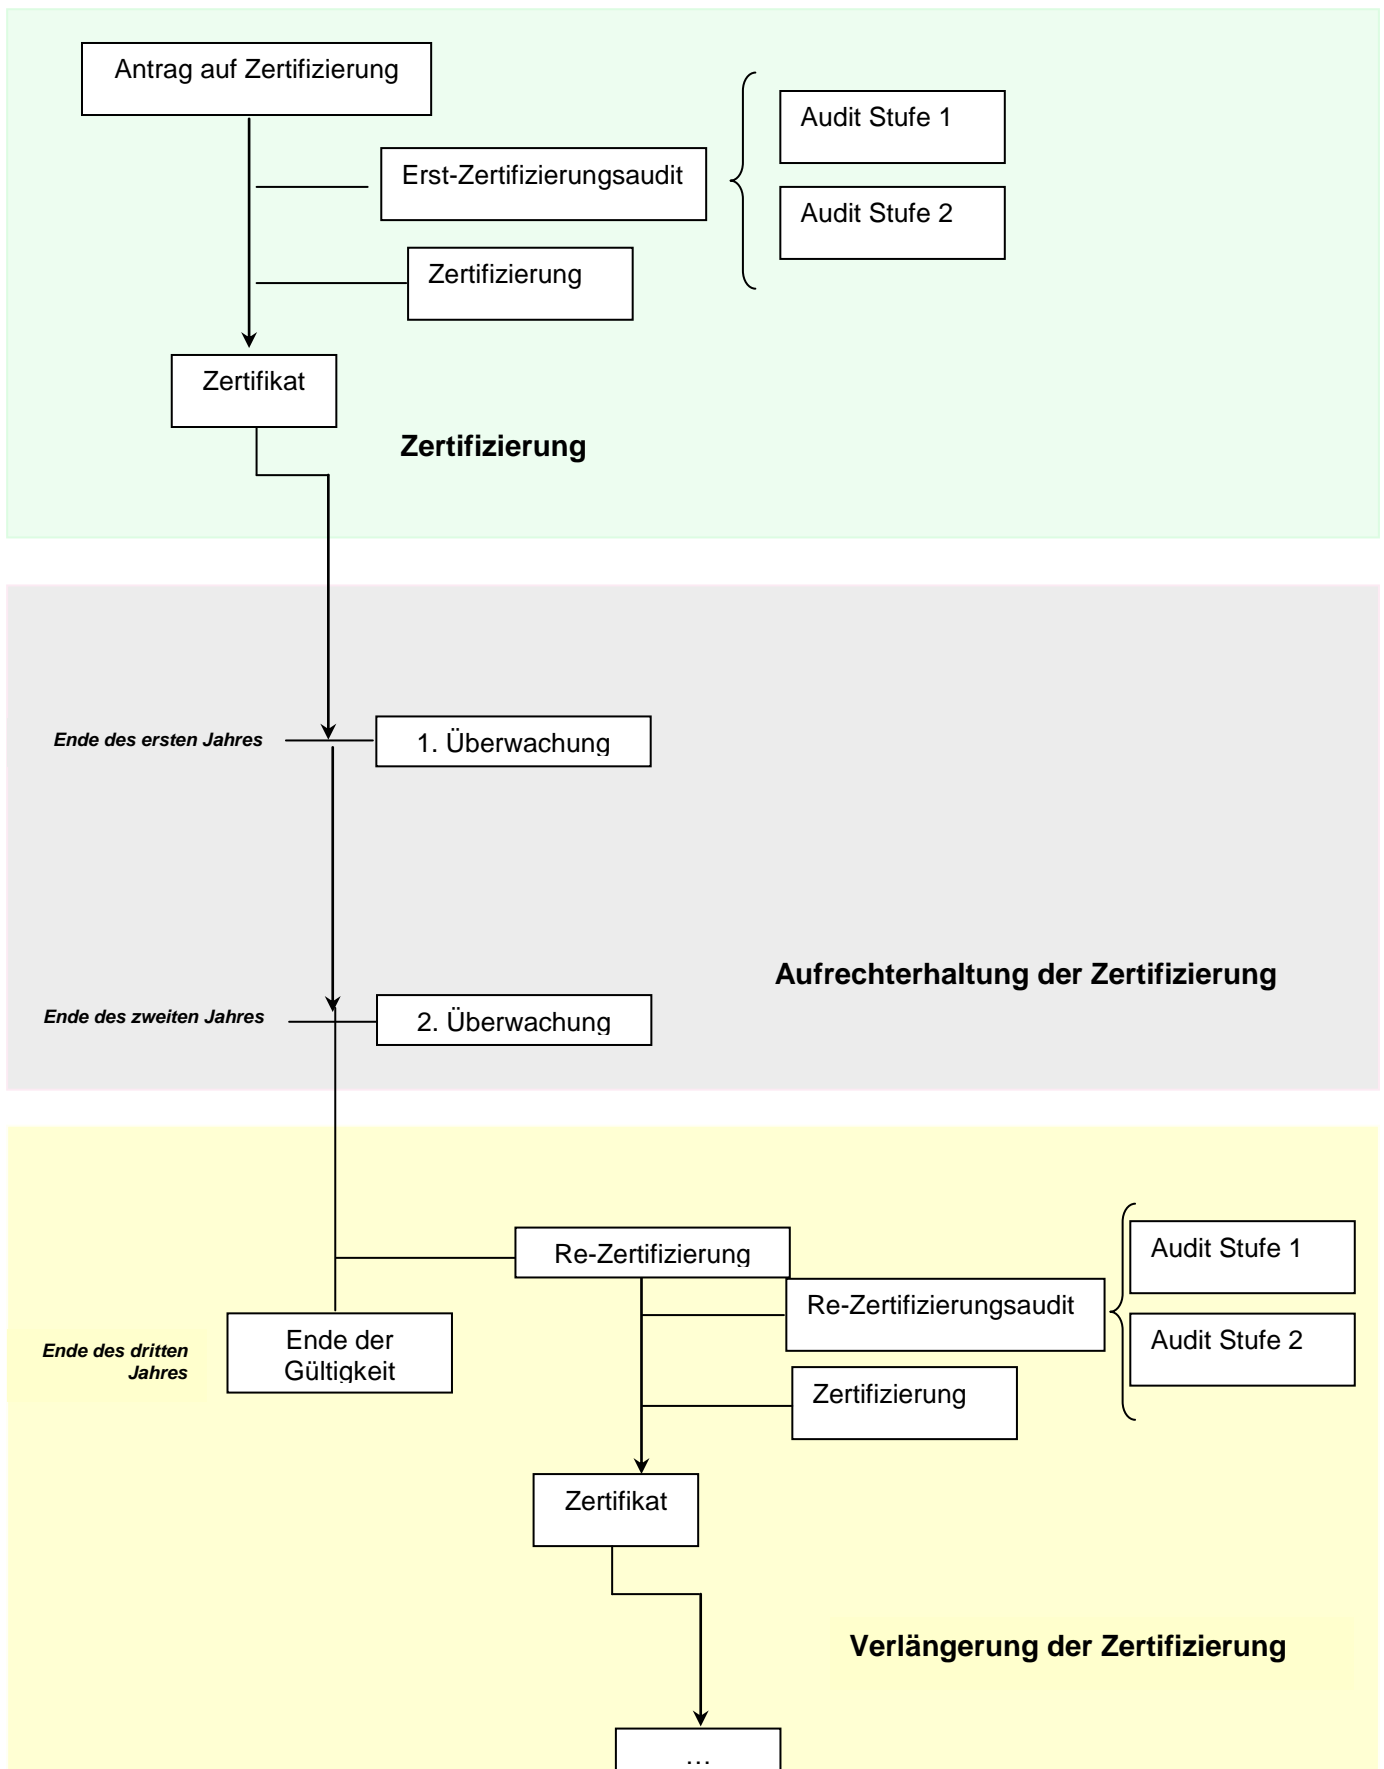 Antrag auf Zertifizierung
Audit Stufe 1
Erst-Zertifizierungsaudit
Audit Stufe 2
Zertifizierung
Zertifikat
Zertifizierung
Ende des ersten Jahres
1. Überwachung
Aufrechterhaltung der Zertifizierung
Ende des zweiten Jahres
2. Überwachung
Re-Zertifizierung
Audit Stufe 1
Re-Zertifizierungsaudit
Audit Stufe 2
Ende des dritten
Jahres
Ende der
Gültigkeit
Zertifizierung
Zertifikat
Verlängerung der Zertifizierung
…